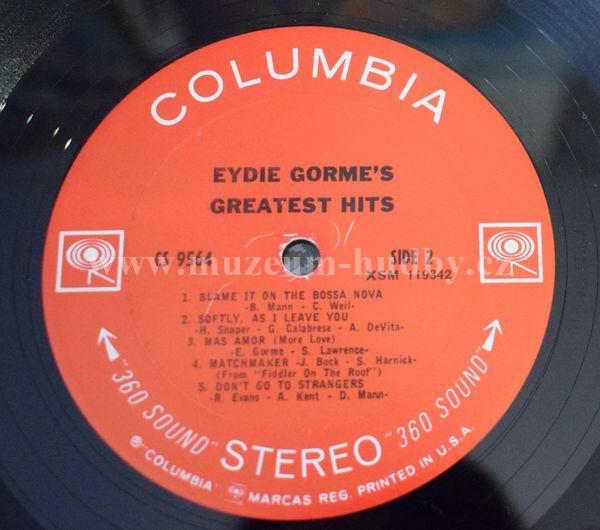 COLUMBIA
EYDIE GORME'S
GREATEST HITS
CS 9564
SIDE 2
XSM 119342
www.muzeum-hudby.cz
1. BLAME IT ON THE BOSSA NOVA
-B. Mann - C. Weil-
2. SOFTLY, AS I LEAVE YOU
-H. Shaper - G. Calabrese - A. DeVita-
3. MAS AMOR (More Love)
-E. Gorme - S. Lawrence-
4. MATCHMAKER -J. Bock - S. Harnick-
(From "Fiddler On The Roof")
5. DON'T GO TO STRANGERS
-R. Evans - A. Kent - D. Mann-
"360 SOUND" STEREO "360 SOUND"
℗"COLUMBIA" MARCAS REG. PRINTED IN U.S.A.